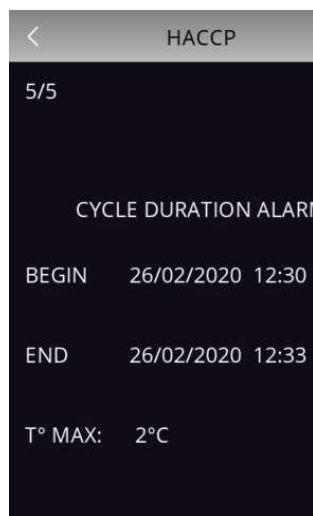 HACCP
5/5
CYCLE DURATION ALARM
BEGIN 26/02/2020 12:30
END 26/02/2020 12:33
T° MAX: 2°C